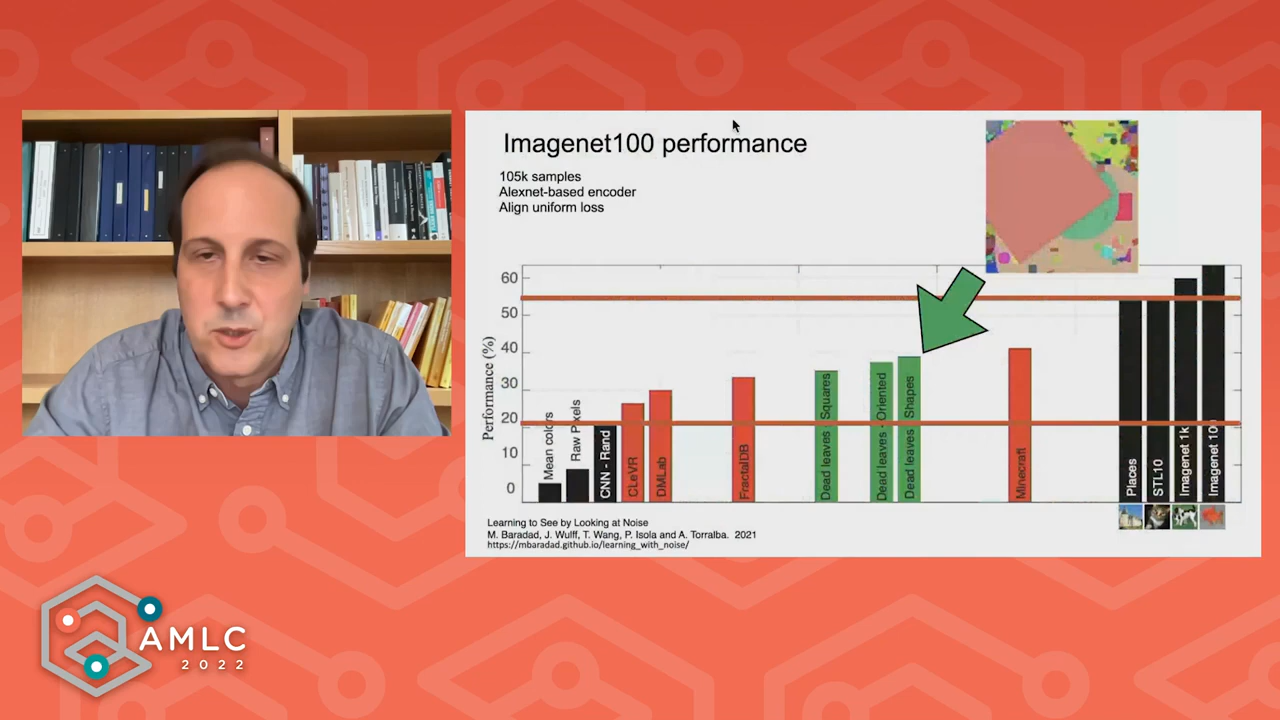 Imagenet100 performance
105k samples
Alexnet-based encoder
Align uniform loss
Performance (%)
60
50
40
30
20
10
0
Mean colors
Raw Pixels
CNN - Rand
CLeVR
DMLab
FractalDB
Dead leaves - Squares
Dead leaves - Oriented
Dead leaves - Shapes
Minecraft
Places
STL10
Imagenet 1k
Imagenet 100
Learning to See by Looking at Noise
M. Baradad, J. Wulff, T. Wang, P. Isola and A. Torralba. 2021
https://mbaradad.github.io/learning_with_noise/
AMLC
2022